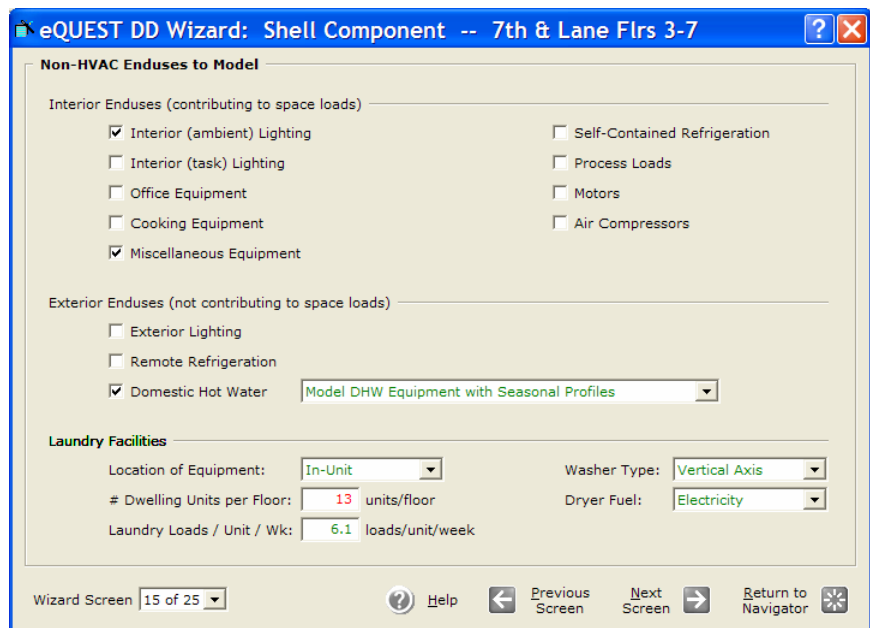 eQUEST DD Wizard: Shell Component -- 7th & Lane Flrs 3-7 ? X
Non-HVAC Enduses to Model
Interior Enduses (contributing to space loads)
Interior (ambient) Lighting Self-Contained Refrigeration
Interior (task) Lighting Process Loads
Office Equipment Motors
Cooking Equipment Air Compressors
Miscellaneous Equipment
Exterior Enduses (not contributing to space loads)
Exterior Lighting
Remote Refrigeration
Domestic Hot Water Model DHW Equipment with Seasonal Profiles
Laundry Facilities
Location of Equipment: In-Unit Washer Type: Vertical Axis
# Dwelling Units per Floor: 13 units/floor Dryer Fuel: Electricity
Laundry Loads / Unit / Wk: 6.1 loads/unit/week
Wizard Screen 15 of 25 ? Help Previous Screen Next Screen Return to Navigator